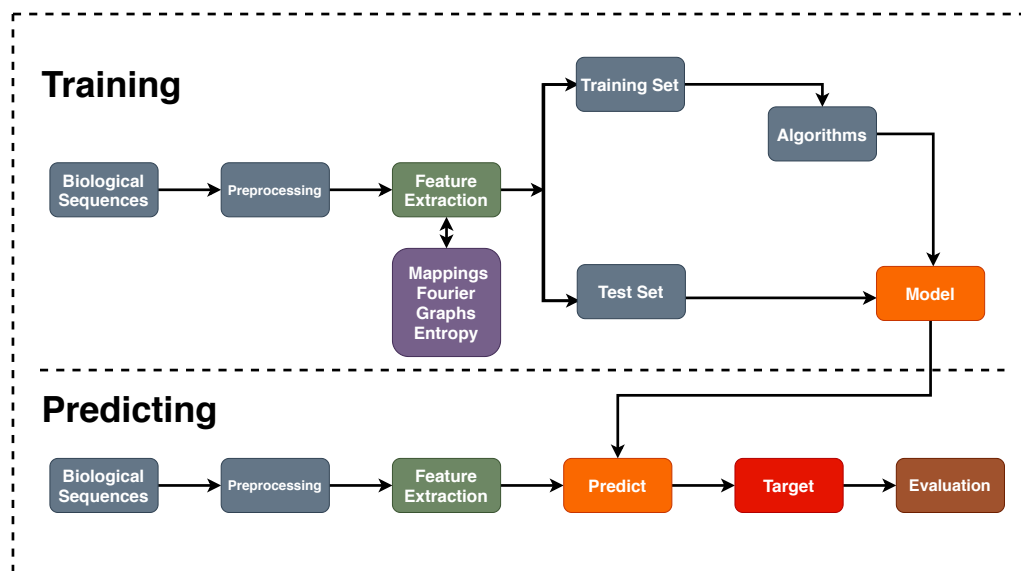 Training
Training Set
Algorithms
Biological
Sequences
Preprocessing
Feature
Extraction
Mappings
Fourier
Graphs
Entropy
Test Set
Model
Predicting
Biological
Sequences
Preprocessing
Feature
Extraction
Predict
Target
Evaluation